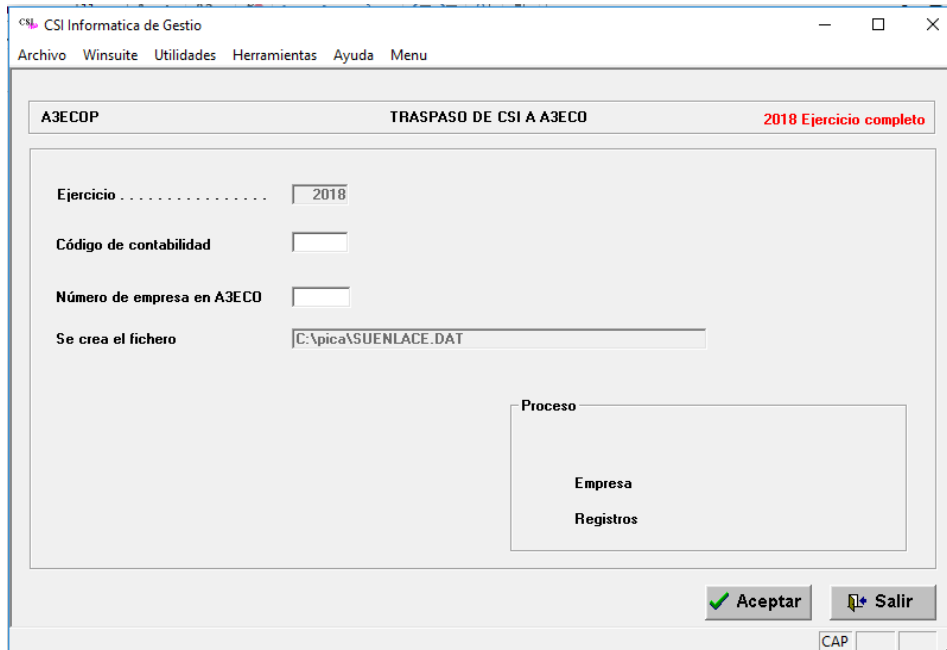 CSI CSI Informatica de Gestio
Archivo Winsuite Utilidades Herramientas Ayuda Menu
A3ECOP TRASPASO DE CSI A A3ECO 2018 Ejercicio completo
Ejercicio . . . . . . . . . . . . . . . . 2018
Código de contabilidad
Número de empresa en A3ECO
Se crea el fichero C:\pica\SUENLACE.DAT
Proceso
Empresa
Registros
Aceptar Salir
CAP